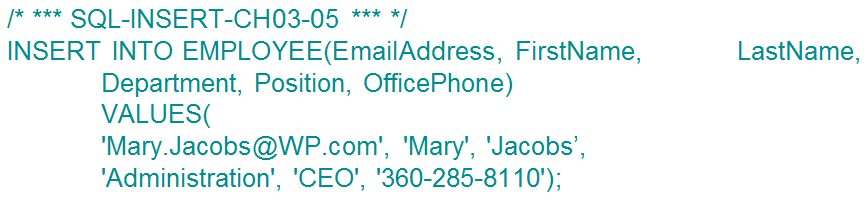 /* *** SQL-INSERT-CH03-05 *** */
INSERT INTO EMPLOYEE(EmailAddress, FirstName, LastName,
Department, Position, OfficePhone)
VALUES(
'Mary.Jacobs@WP.com', 'Mary', 'Jacobs’,
'Administration', 'CEO', '360-285-8110');